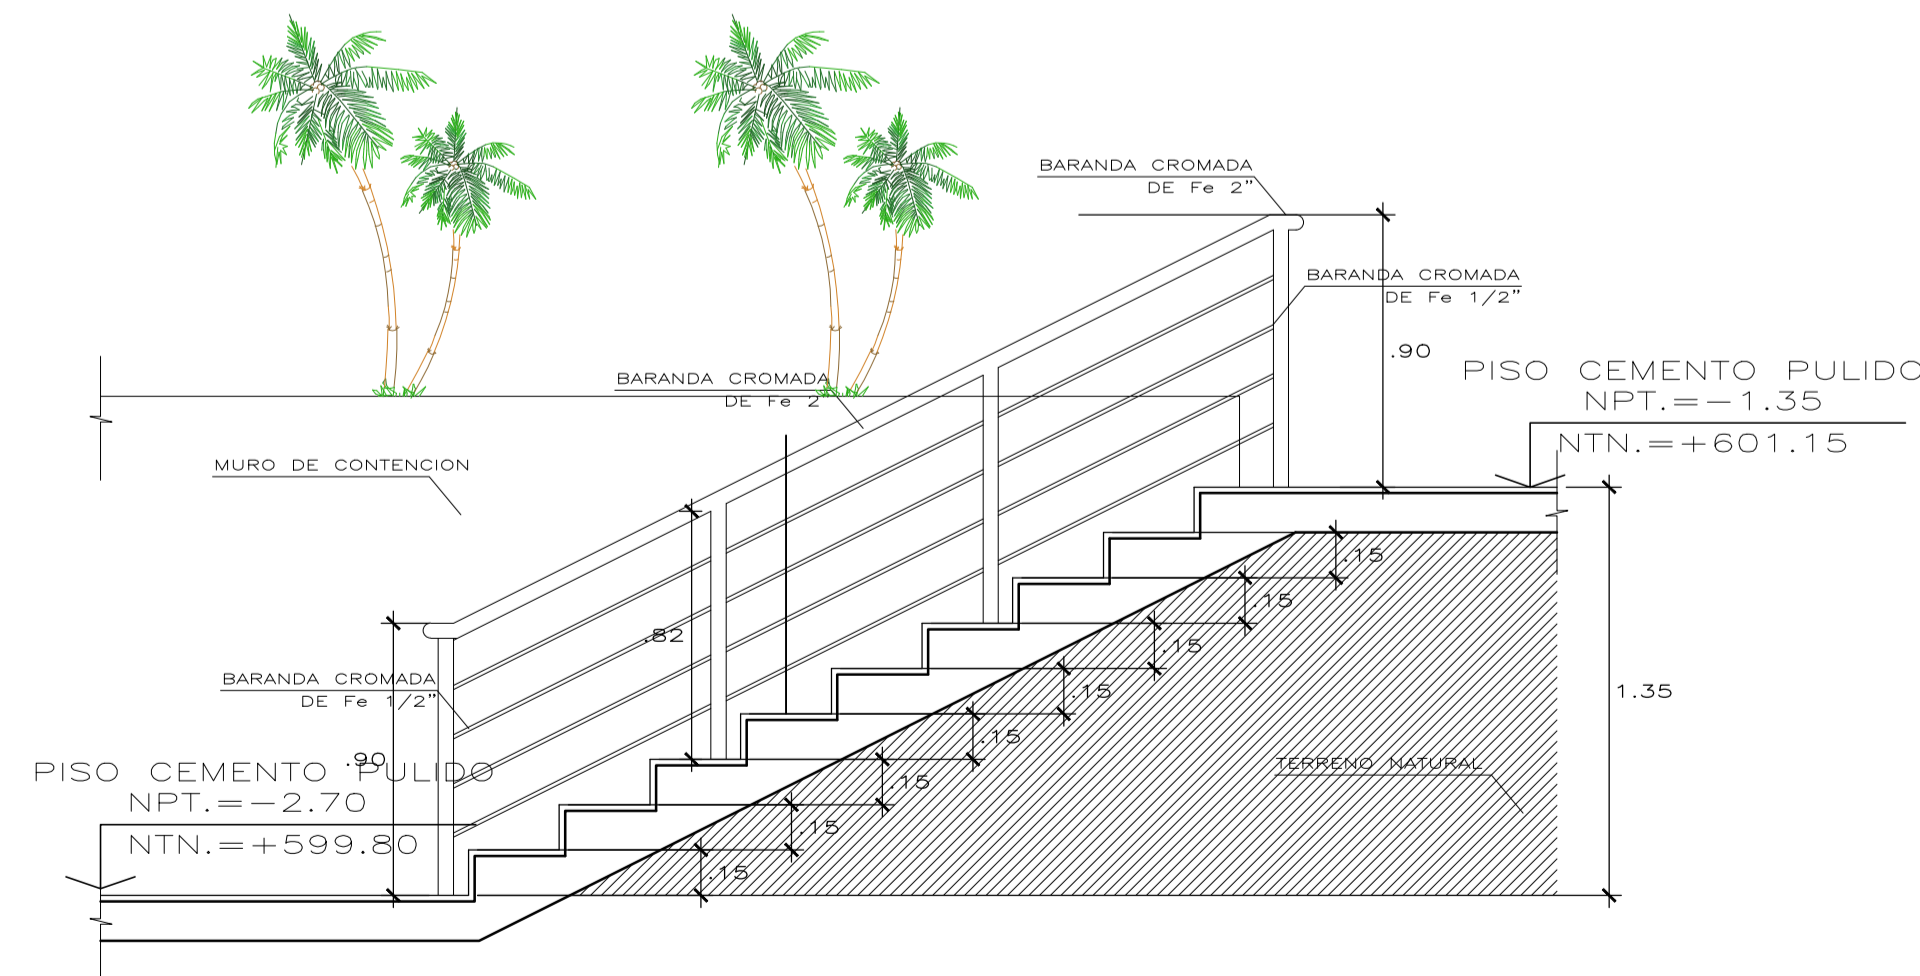 BARANDA CROMADA
DE Fe 2"
BARANDA CROMADA
DE Fe 1/2"
.90
PISO CEMENTO PULIDO
NPT.=-1.35
NTN.=+601.15
BARANDA CROMADA
DE Fe 2
MURO DE CONTENCION
.15
.15
.82
.15
BARANDA CROMADA
DE Fe 1/2"
.15
1.35
.15
.90
PISO CEMENTO PULIDO
NPT.=-2.70
NTN.=+599.80
.15
TERRENO NATURAL
.15
.15